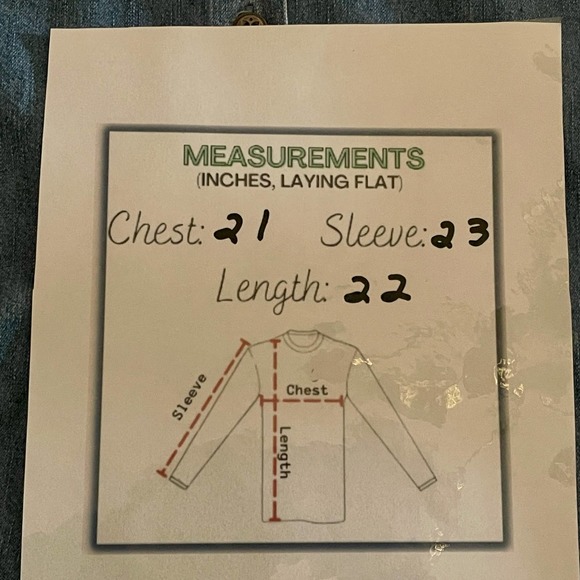 MEASUREMENTS
(INCHES, LAYING FLAT)
Chest: 21 Sleeve: 23
Length: 22
Sleeve
Chest
Length